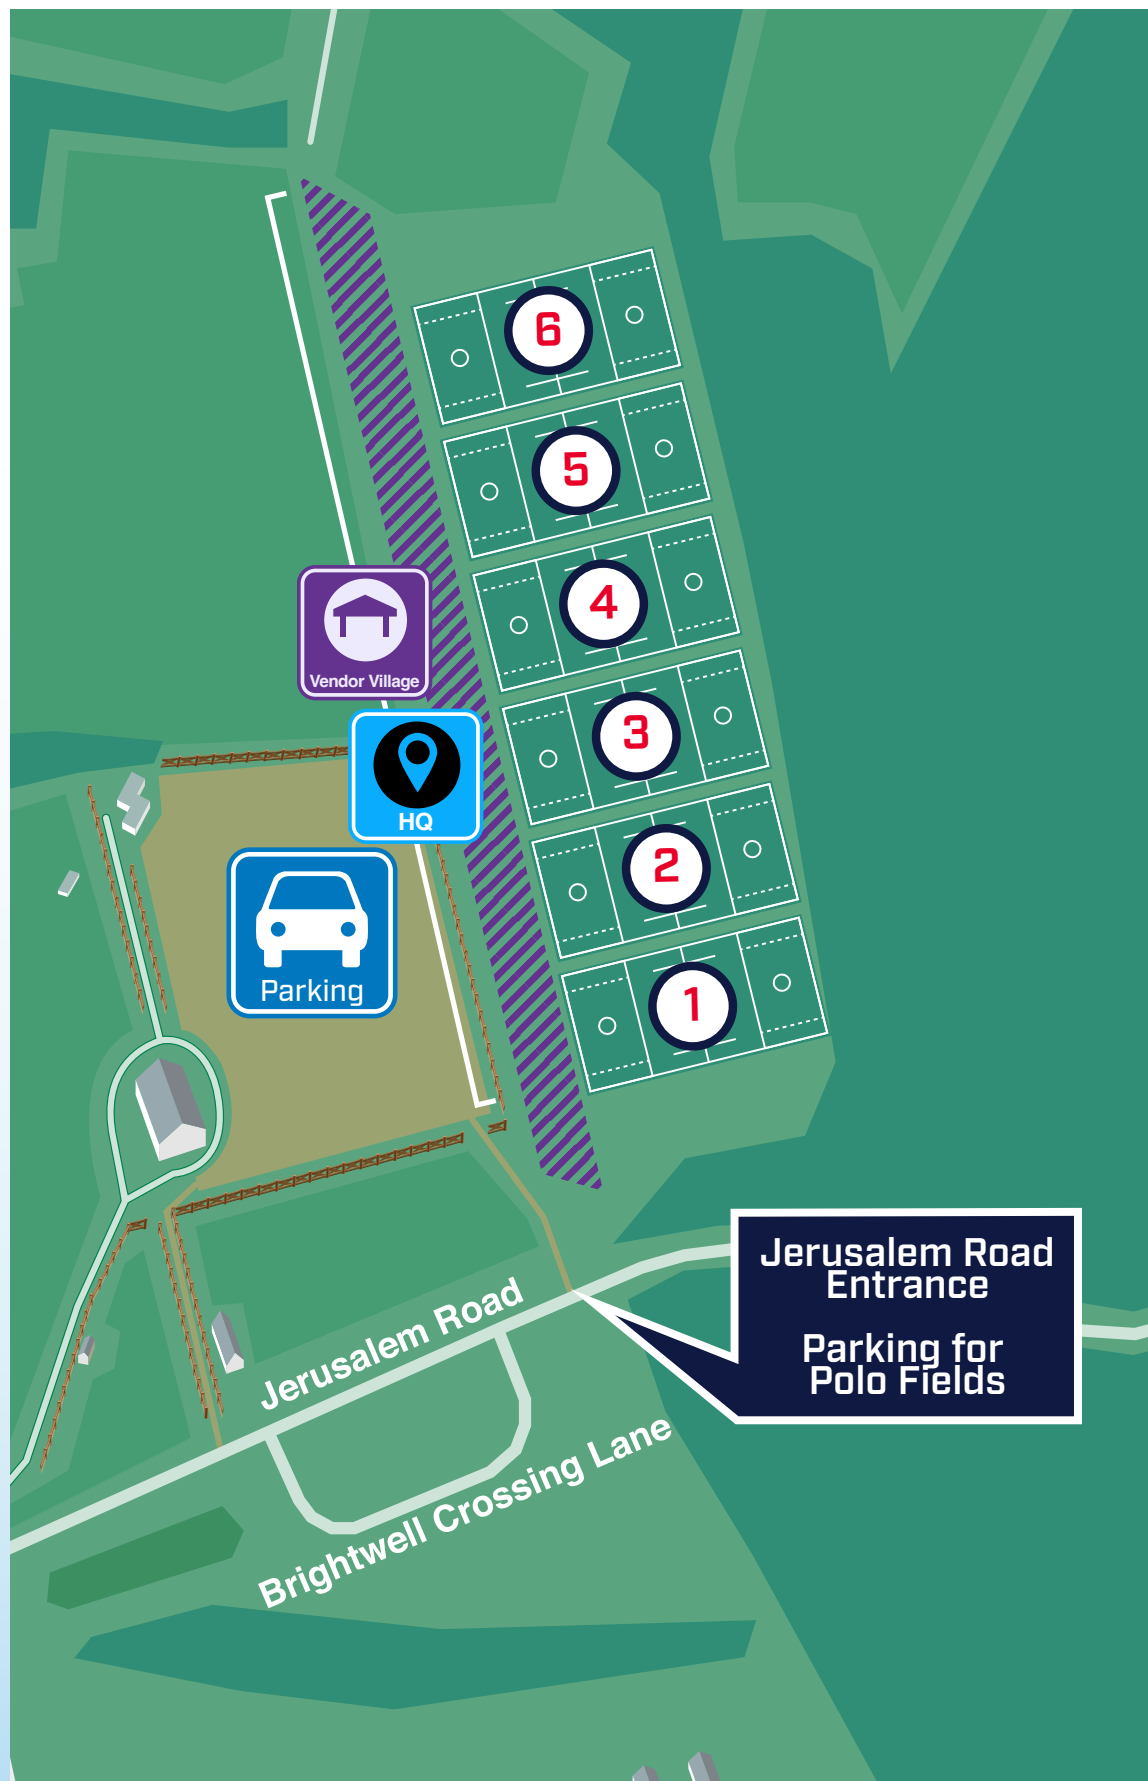 6
5
4
Vendor Village
3
HQ
2
Parking
1
Jerusalem Road
Entrance
Parking for
Polo Fields
Jerusalem Road
Brightwell Crossing Lane